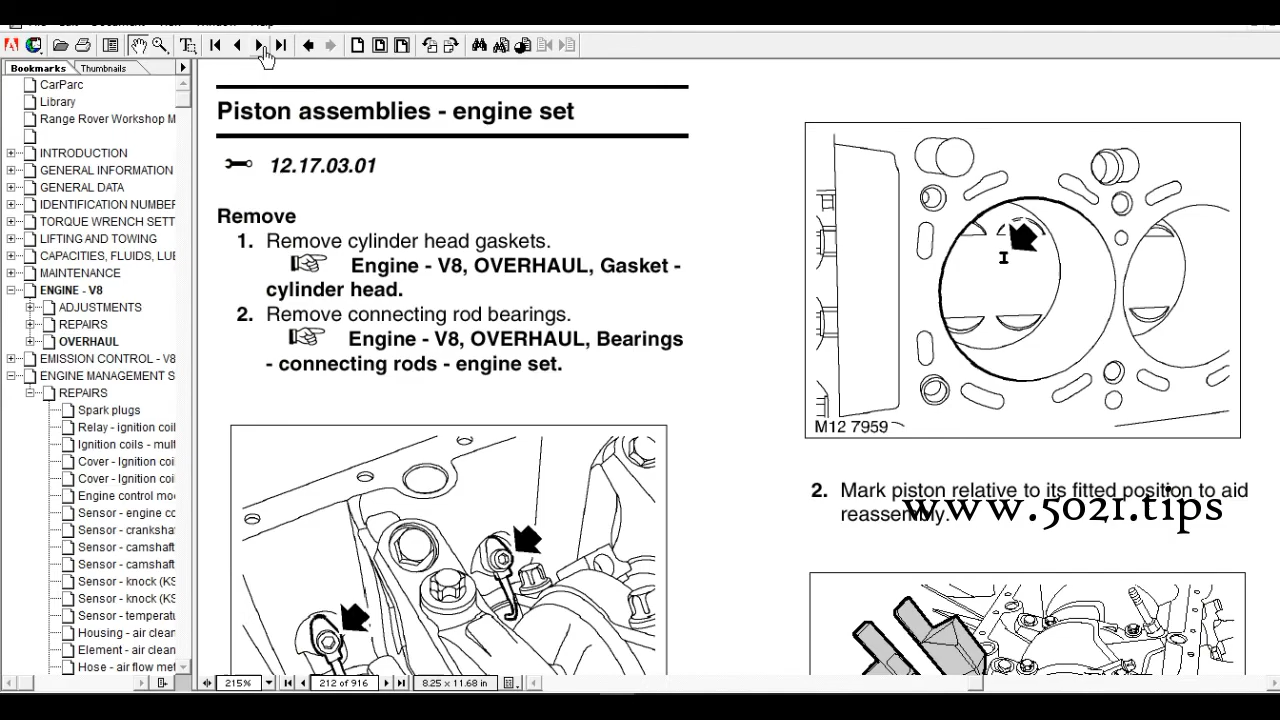 Bookmarks
Thumbnails
CarParc
Library
Range Rover Workshop M
INTRODUCTION
GENERAL INFORMATION
GENERAL DATA
IDENTIFICATION NUMBER
TORQUE WRENCH SETT
LIFTING AND TOWING
CAPACITIES, FLUIDS, LUE
MAINTENANCE
ENGINE - V8
ADJUSTMENTS
REPAIRS
OVERHAUL
EMISSION CONTROL - V8
ENGINE MANAGEMENT S
REPAIRS
Spark plugs
Relay - ignition coil
Ignition coils - mult
Cover - Ignition coi
Cover - Ignition coi
Engine control mo
Sensor - engine co
Sensor - cranksha
Sensor - camshaft
Sensor - camshaft
Sensor - knock (KS
Sensor - knock (KS
Sensor - temperatu
Housing - air clean
Element - air clean
Hose - air flow met
Piston assemblies - engine set
12.17.03.01
Remove
1. Remove cylinder head gaskets.
Engine - V8, OVERHAUL, Gasket -
cylinder head.
2. Remove connecting rod bearings.
Engine - V8, OVERHAUL, Bearings
- connecting rods - engine set.
M12 7959
2. Mark piston relative to its fitted position to aid
reassembly.
www.5021.tips
215%
212 of 916
8.25 x 11.68 in